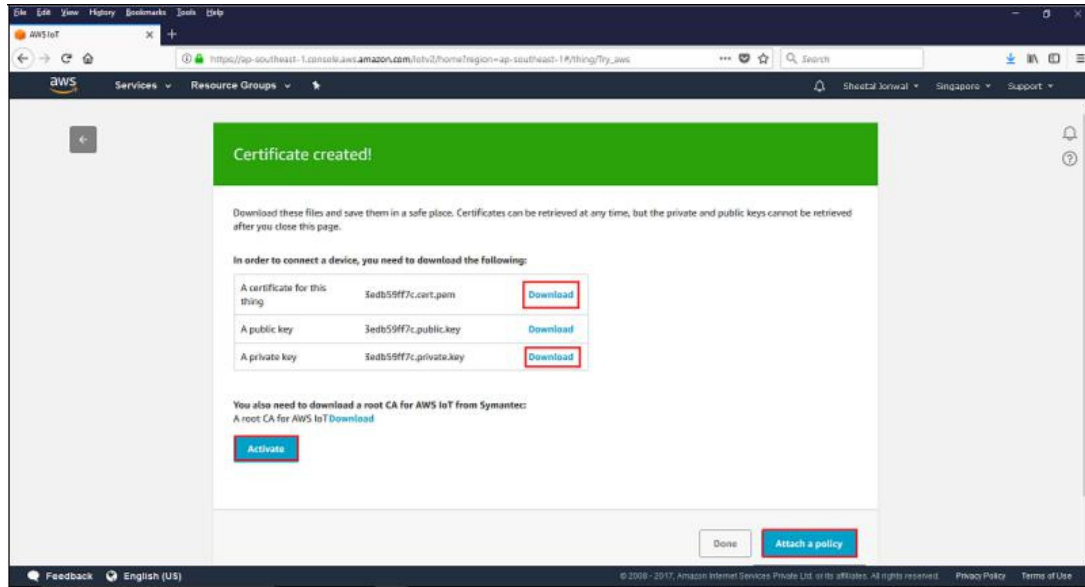 File Edit View History Bookmarks Tools Help
AWS IoT
https://ap-southeast-1.console.aws.amazon.com/iotv2/home?region=ap-southeast-1#/thing/Try_aws
Search
aws Services Resource Groups Sheetal Jonwal Singapore Support
Certificate created!
Download these files and save them in a safe place. Certificates can be retrieved at any time, but the private and public keys cannot be retrieved
after you close this page.
In order to connect a device, you need to download the following:
A certificate for this
thing 3edb59ff7c.cert.pem Download
A public key 3edb59ff7c.public.key Download
A private key 3edb59ff7c.private.key Download
You also need to download a root CA for AWS IoT from Symantec:
A root CA for AWS IoT Download
Activate
Done Attach a policy
Feedback English (US) © 2008 - 2017, Amazon Internet Services Private Ltd. or its affiliates. All rights reserved. Privacy Policy Terms of Use